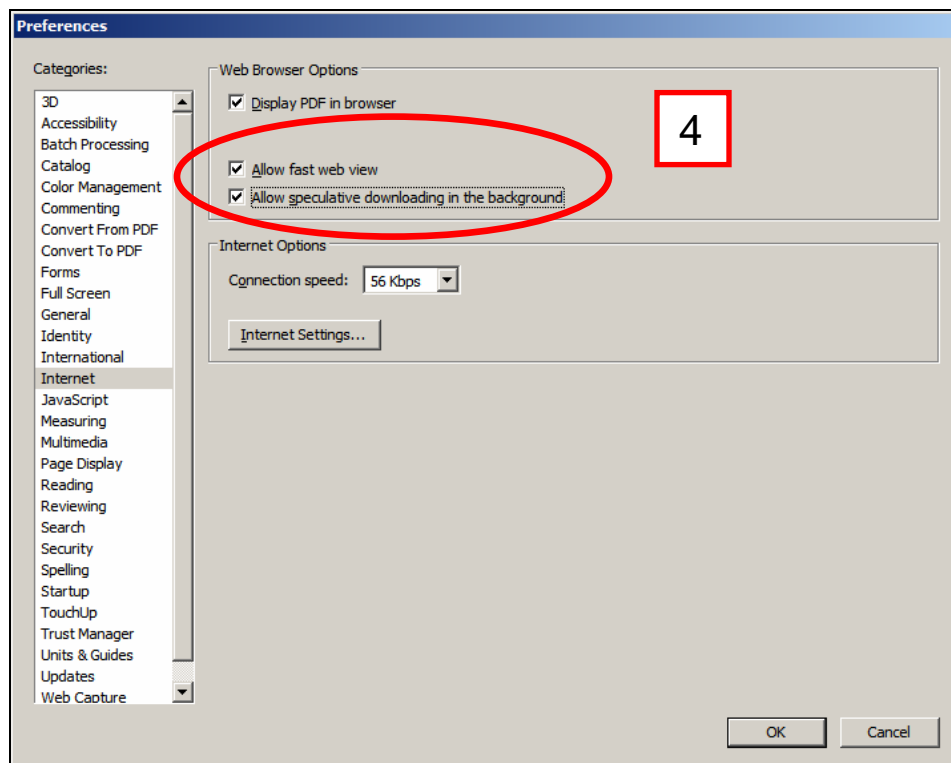 Preferences
Categories:
3D
Accessibility
Batch Processing
Catalog
Color Management
Commenting
Convert From PDF
Convert To PDF
Forms
Full Screen
General
Identity
International
Internet
JavaScript
Measuring
Multimedia
Page Display
Reading
Reviewing
Search
Security
Spelling
Startup
TouchUp
Trust Manager
Units & Guides
Updates
Web Capture
Web Browser Options
Display PDF in browser
4
Allow fast web view
Allow speculative downloading in the background
Internet Options
Connection speed: 56 Kbps
Internet Settings...
OK Cancel